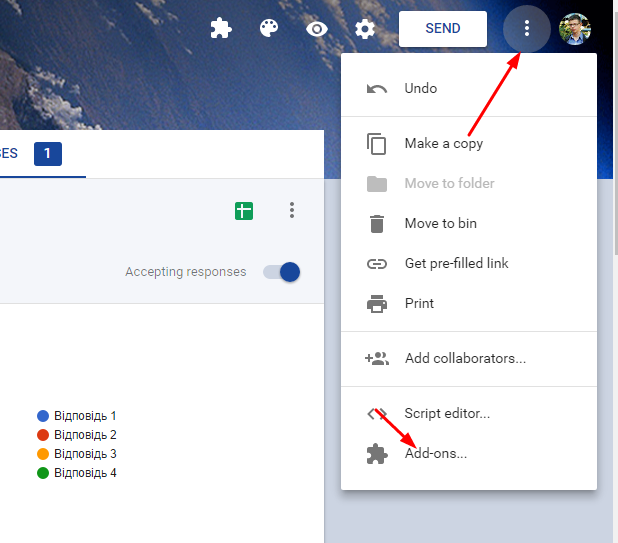 SEND
Undo
SES 1
Make a copy
Move to folder
Move to bin
Get pre-filled link
Accepting responses
Print
Add collaborators...
Відповідь 1
Script editor...
Відповідь 2
Відповідь 3
Add-ons...
Відповідь 4